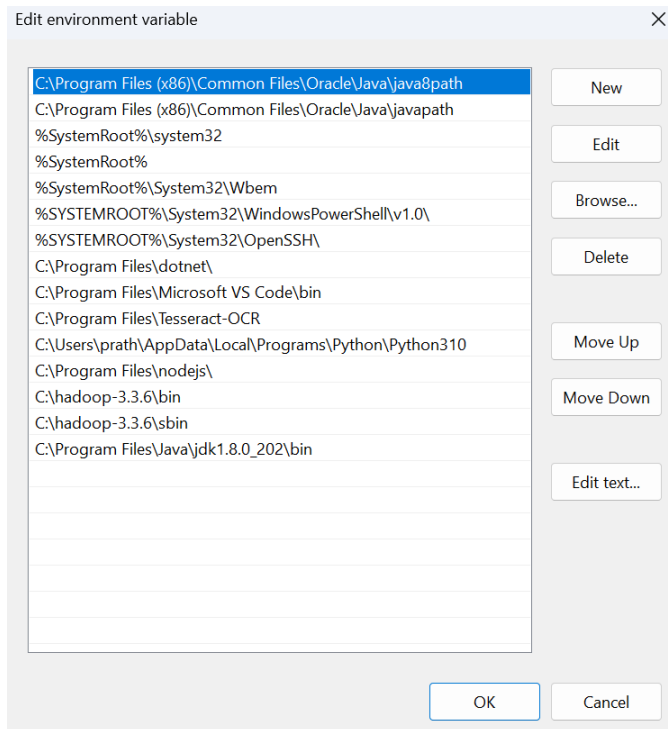 Edit environment variable
C:\Program Files (x86)\Common Files\Oracle\Java\java8path
C:\Program Files (x86)\Common Files\Oracle\Java\javapath
%SystemRoot%\system32
%SystemRoot%
%SystemRoot%\System32\Wbem
%SYSTEMROOT%\System32\WindowsPowerShell\v1.0\
%SYSTEMROOT%\System32\OpenSSH\
C:\Program Files\dotnet\
C:\Program Files\Microsoft VS Code\bin
C:\Program Files\Tesseract-OCR
C:\Users\prath\AppData\Local\Programs\Python\Python310
C:\Program Files\nodejs\
C:\hadoop-3.3.6\bin
C:\hadoop-3.3.6\sbin
C:\Program Files\Java\jdk1.8.0_202\bin
New
Edit
Browse...
Delete
Move Up
Move Down
Edit text...
OK
Cancel